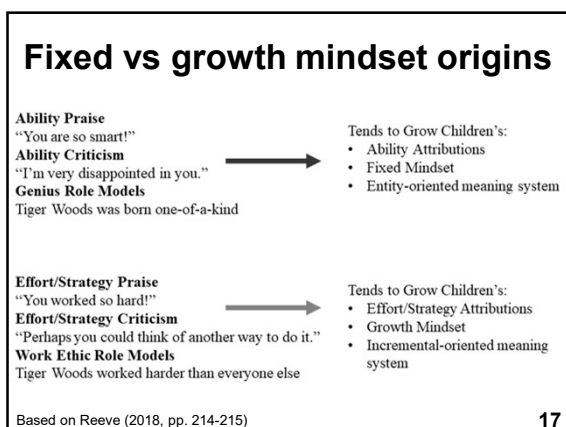 Fixed vs growth mindset origins
Ability Praise
“You are so smart!”
Ability Criticism
“I’m very disappointed in you.”
Genius Role Models
Tiger Woods was born one-of-a-kind
Tends to Grow Children’s:
• Ability Attributions
• Fixed Mindset
• Entity-oriented meaning system
Effort/Strategy Praise
“You worked so hard!”
Effort/Strategy Criticism
“Perhaps you could think of another way to do it.”
Work Ethic Role Models
Tiger Woods worked harder than everyone else
Tends to Grow Children’s:
• Effort/Strategy Attributions
• Growth Mindset
• Incremental-oriented meaning
system
Based on Reeve (2018, pp. 214-215)
17